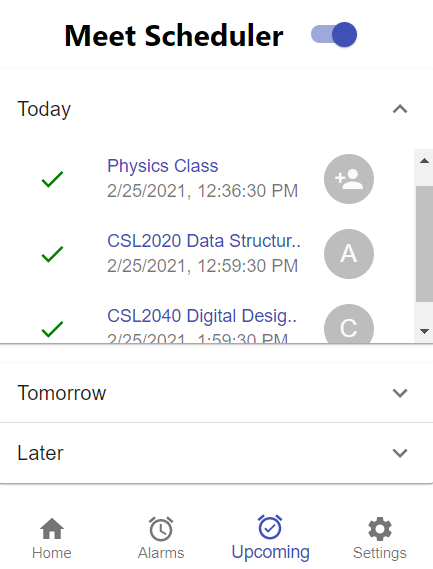 Meet Scheduler
Today
Physics Class
2/25/2021, 12:36:30 PM
CSL2020 Data Structur..
2/25/2021, 12:59:30 PM
A
CSL2040 Digital Desig..
2/25/2021, 1:59:30 PM
C
Tomorrow
Later
Home
Alarms
Upcoming
Settings